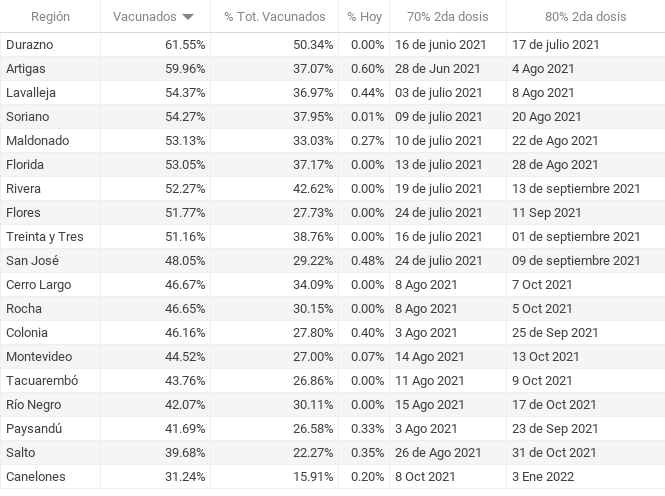 Región Vacunados % Tot. Vacunados % Hoy 70% 2da dosis 80% 2da dosis
Durazno 61.55% 50.34% 0.00% 16 de junio 2021 17 de julio 2021
Artigas 59.96% 37.07% 0.60% 28 de Jun 2021 4 Ago 2021
Lavalleja 54.37% 36.97% 0.44% 03 de julio 2021 8 Ago 2021
Soriano 54.27% 37.95% 0.01% 09 de julio 2021 20 Ago 2021
Maldonado 53.13% 33.03% 0.27% 10 de julio 2021 22 de Ago 2021
Florida 53.05% 37.17% 0.00% 13 de julio 2021 28 de Ago 2021
Rivera 52.27% 42.62% 0.00% 19 de julio 2021 13 de septiembre 2021
Flores 51.77% 27.73% 0.00% 24 de julio 2021 11 Sep 2021
Treinta y Tres 51.16% 38.76% 0.00% 16 de julio 2021 01 de septiembre 2021
San José 48.05% 29.22% 0.48% 24 de julio 2021 09 de septiembre 2021
Cerro Largo 46.67% 34.09% 0.00% 8 Ago 2021 7 Oct 2021
Rocha 46.65% 30.15% 0.00% 8 Ago 2021 5 Oct 2021
Colonia 46.16% 27.80% 0.40% 3 Ago 2021 25 de Sep 2021
Montevideo 44.52% 27.00% 0.07% 14 Ago 2021 13 Oct 2021
Tacuarembó 43.76% 26.86% 0.00% 11 Ago 2021 9 Oct 2021
Río Negro 42.07% 30.11% 0.00% 15 Ago 2021 17 de Oct 2021
Paysandú 41.69% 26.58% 0.33% 3 Ago 2021 23 de Sep 2021
Salto 39.68% 22.27% 0.35% 26 de Ago 2021 31 de Oct 2021
Canelones 31.24% 15.91% 0.20% 8 Oct 2021 3 Ene 2022